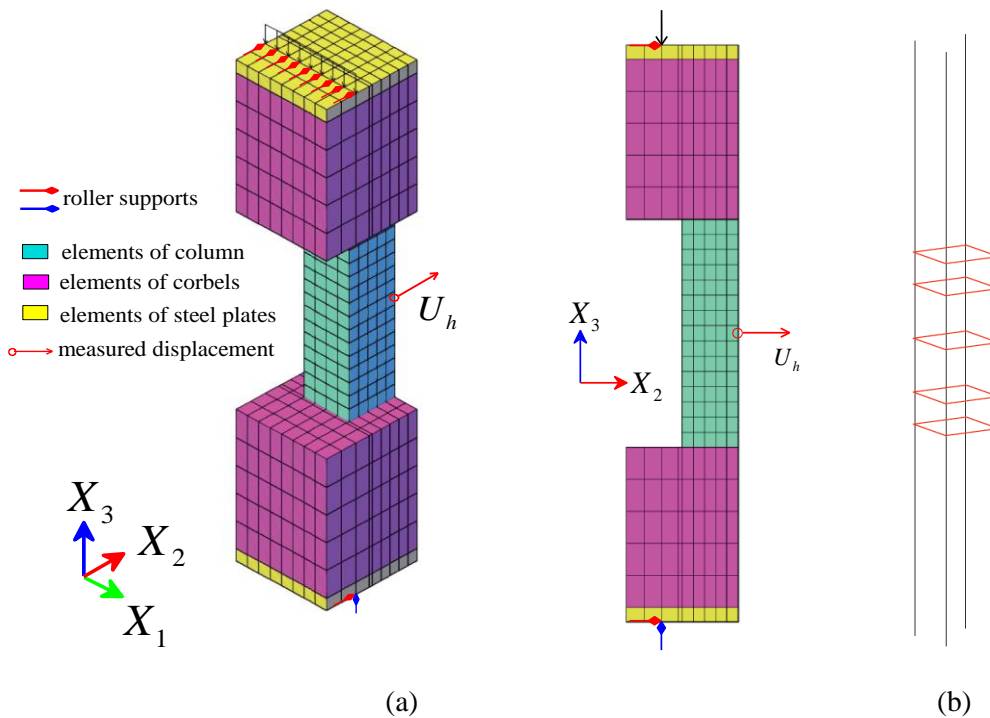 roller supports
elements of column
elements of corbels
elements of steel plates
measured displacement
U_h
X_3
X_2
X_1
X_3
X_2
U_h
(a)
(b)